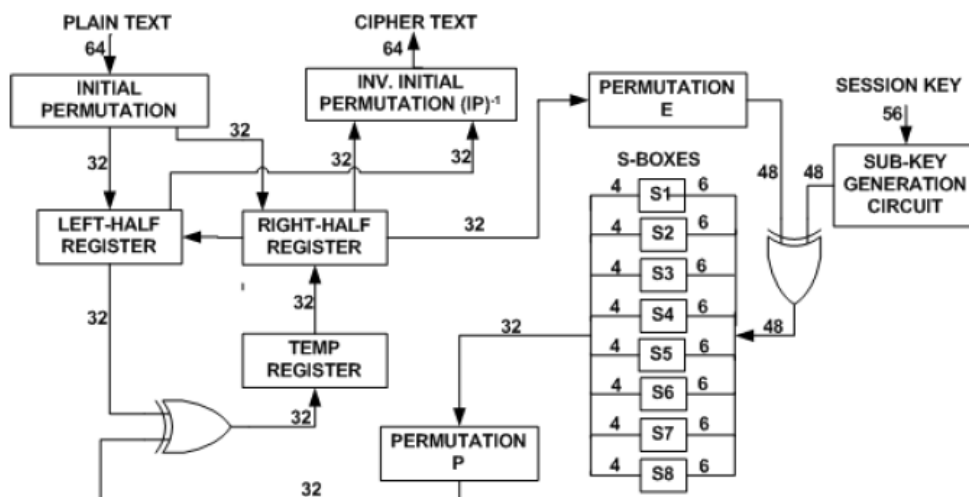 PLAIN TEXT
64
INITIAL
PERMUTATION
32
32
CIPHER TEXT
64
INV. INITIAL
PERMUTATION (IP)⁻¹
32
32
LEFT-HALF
REGISTER
RIGHT-HALF
REGISTER
32
PERMUTATION
E
48
SESSION KEY
56
SUB-KEY
GENERATION
CIRCUIT
48
48
S-BOXES
4 S1 6
4 S2 6
4 S3 6
4 S4 6
4 S5 6
4 S6 6
4 S7 6
4 S8 6
32
32
TEMP
REGISTER
32
32
PERMUTATION
P
32